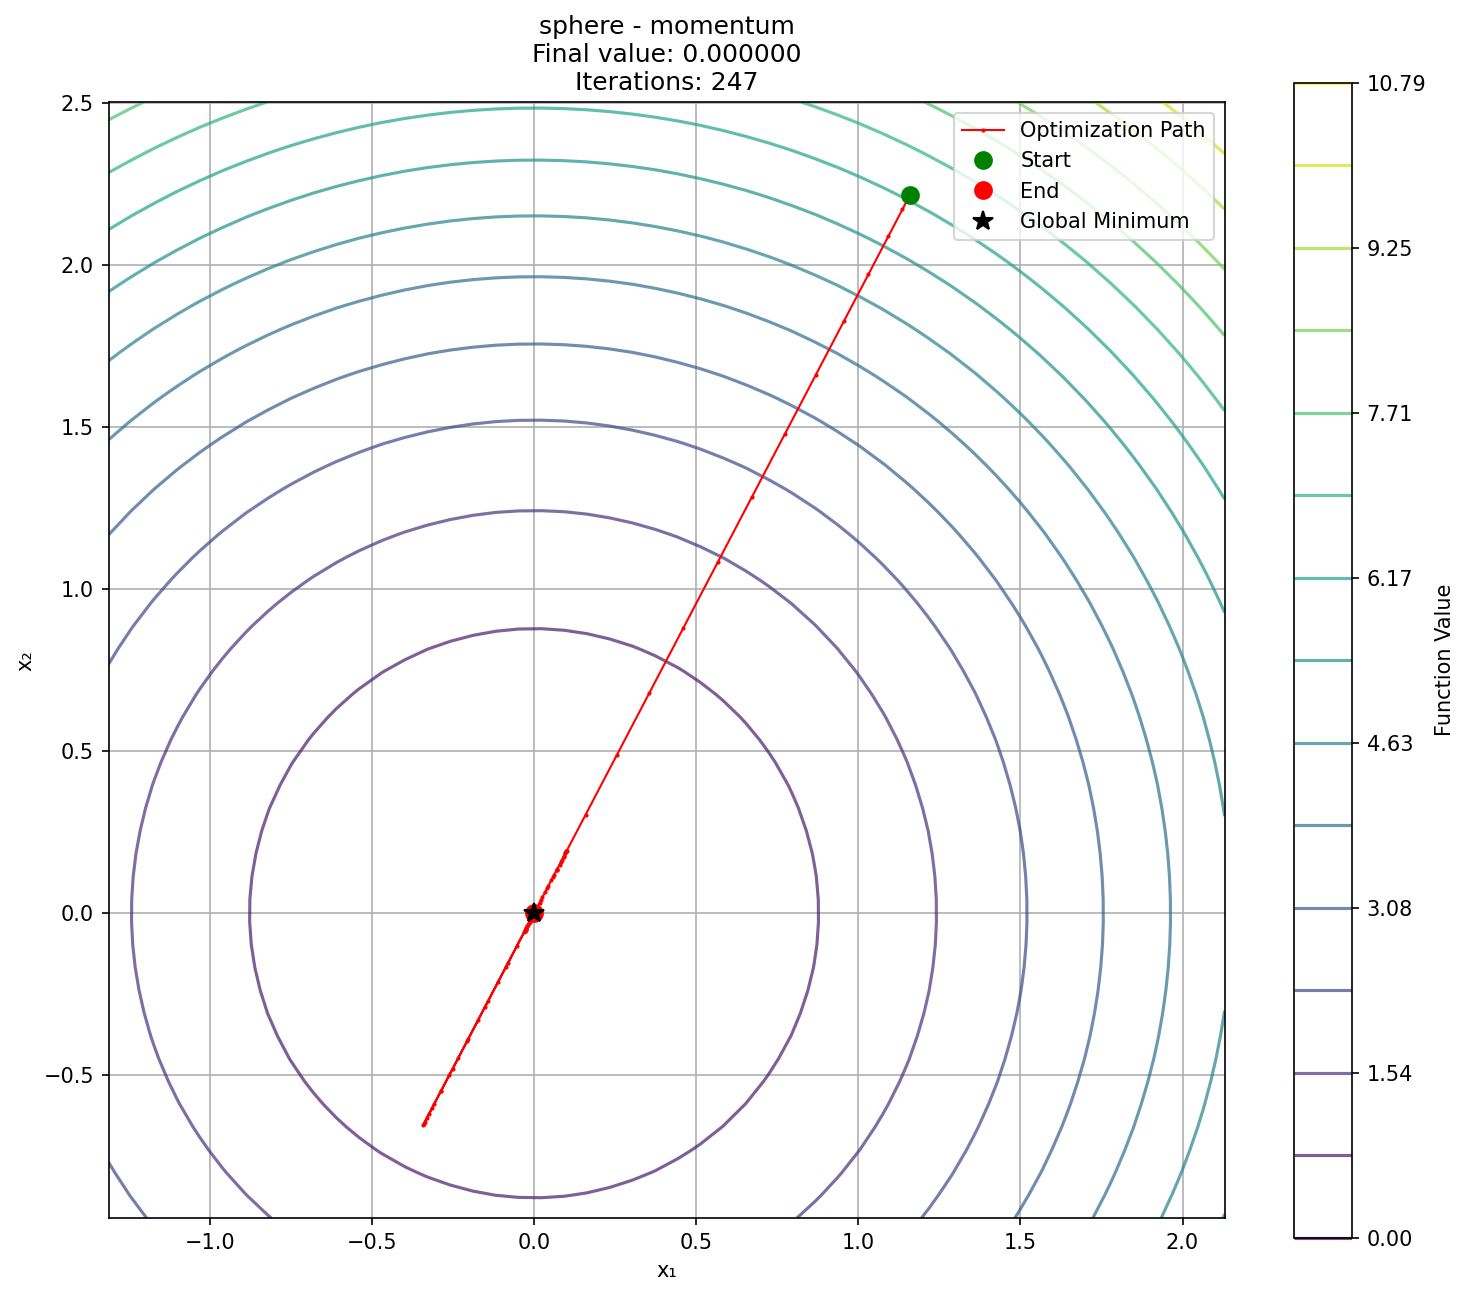 sphere - momentum
Final value: 0.000000
Iterations: 247
Optimization Path
Start
End
Global Minimum
2.5
2.0
1.5
1.0
0.5
0.0
−0.5
x₂
−1.0
−0.5
0.0
0.5
1.0
1.5
2.0
x₁
10.79
9.25
7.71
6.17
4.63
3.08
1.54
0.00
Function Value